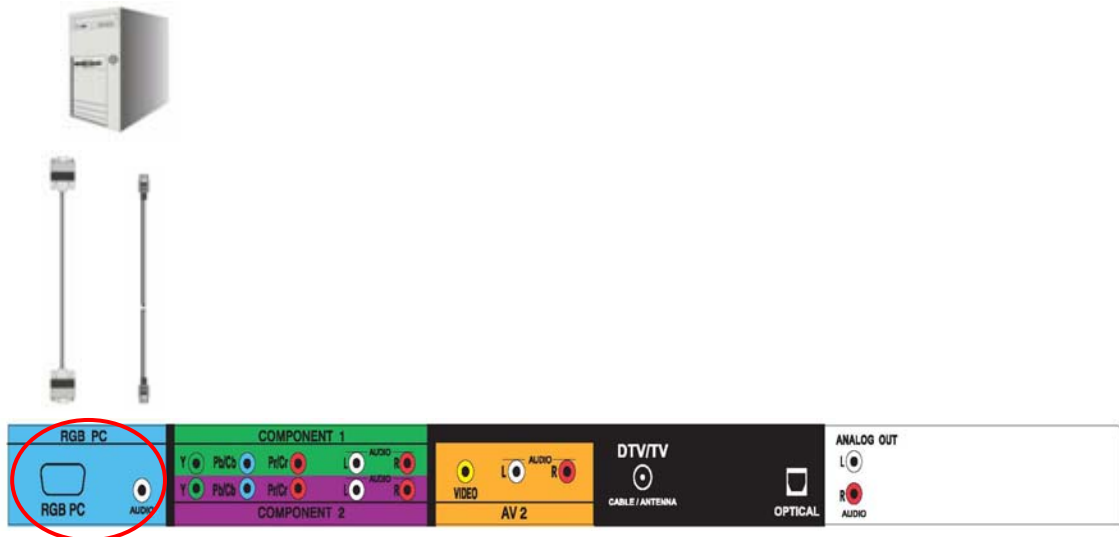 RGB PC
RGB PC
AUDIO
COMPONENT 1
Y Pb/Cb Pr/Cr L AUDIO R
Y Pb/Cb Pr/Cr L AUDIO R
COMPONENT 2
VIDEO
L AUDIO R
AV 2
DTV/TV
CABLE / ANTENNA
OPTICAL
ANALOG OUT
L
R
AUDIO